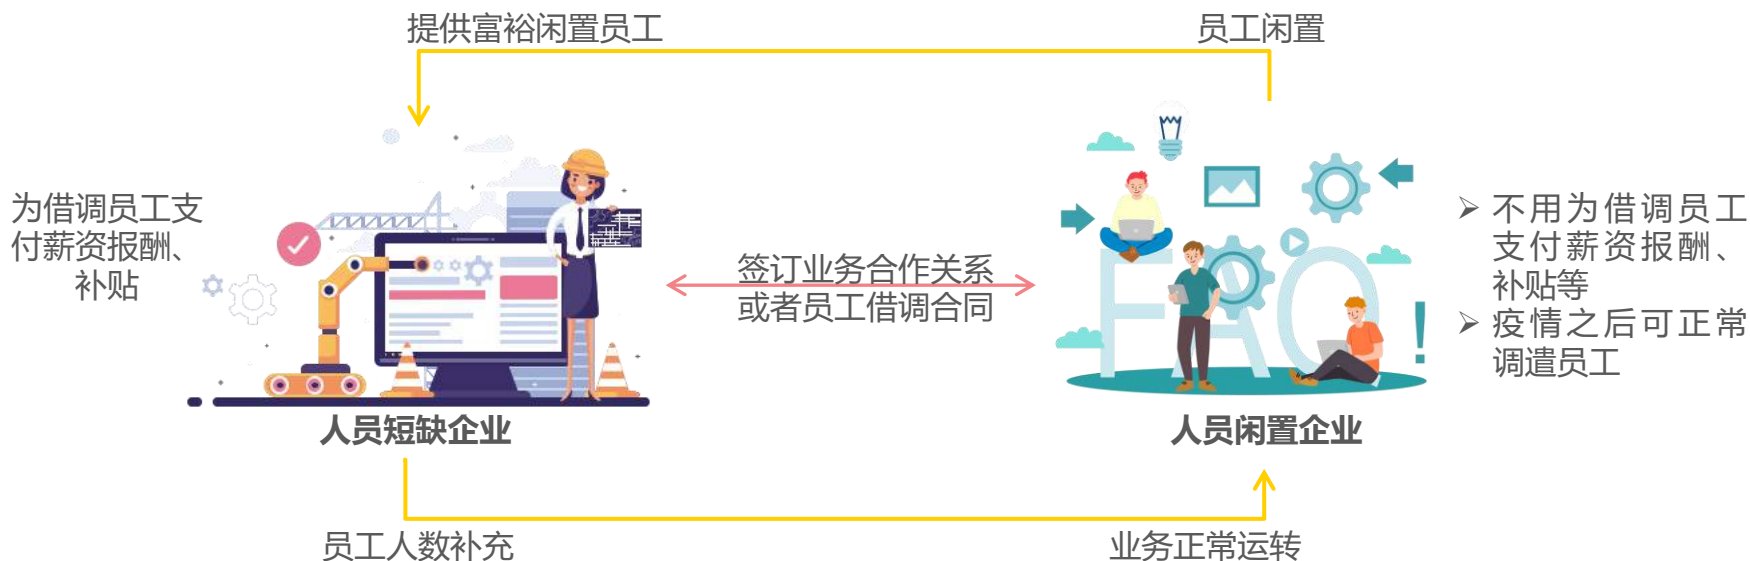 提供富裕闲置员工
员工闲置
为借调员工支
付薪资报酬、
补贴
签订业务合作关系
或者员工借调合同
FAQ!
➢ 不用为借调员工
支付薪资报酬、
补贴等
➢ 疫情之后可正常
调遣员工
人员短缺企业
人员闲置企业
员工人数补充
业务正常运转